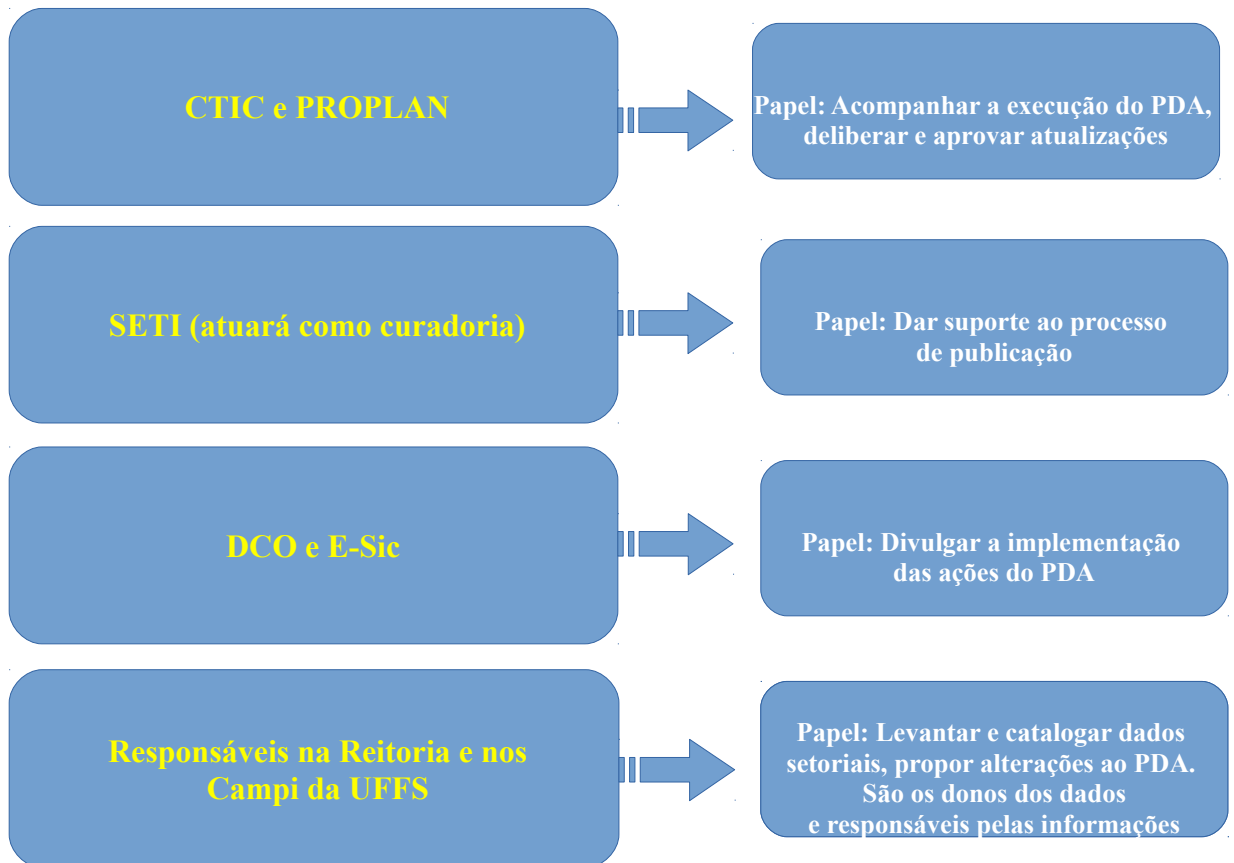 CTIC e PROPLAN
Papel: Acompanhar a execução do PDA,
deliberar e aprovar atualizações
SETI (atuará como curadoria)
Papel: Dar suporte ao processo
de publicação
DCO e E-Sic
Papel: Divulgar a implementação
das ações do PDA
Responsáveis na Reitoria e nos
Campi da UFFS
Papel: Levantar e catalogar dados
setoriais, propor alterações ao PDA.
São os donos dos dados
e responsáveis pelas informações